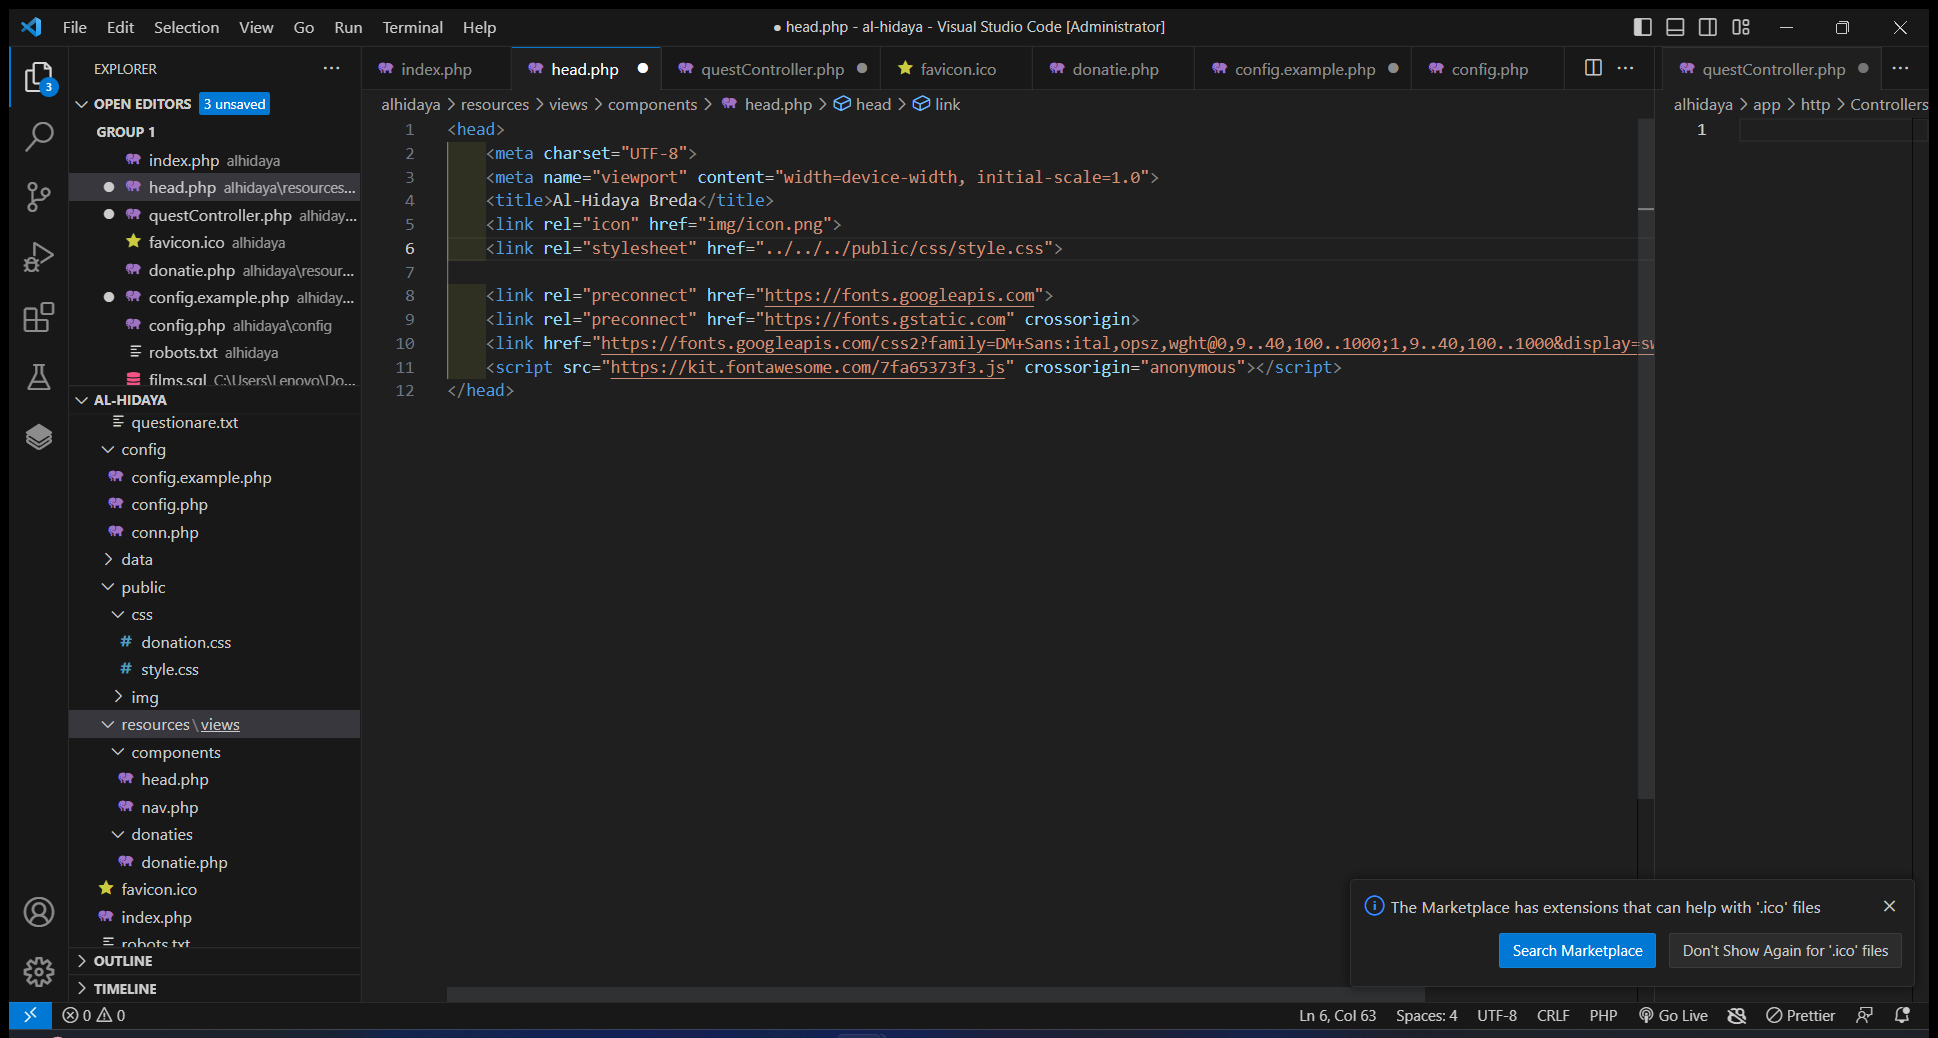 File Edit Selection View Go Run Terminal Help
● head.php - al-hidaya - Visual Studio Code [Administrator]
3
EXPLORER
OPEN EDITORS 3 unsaved
GROUP 1
index.php alhidaya
head.php alhidaya\resources...
questController.php alhiday...
favicon.ico alhidaya
donatie.php alhidaya\resour...
config.example.php alhiday...
config.php alhidaya\config
robots.txt alhidaya
films.sql C:\Users\Lenovo\Do...
AL-HIDAYA
questionare.txt
config
config.example.php
config.php
conn.php
data
public
css
donation.css
style.css
img
resources\views
components
head.php
nav.php
donaties
donatie.php
favicon.ico
index.php
robots.txt
OUTLINE
TIMELINE
index.php head.php questController.php favicon.ico donatie.php config.example.php config.php
alhidaya > resources > views > components > head.php > head > link
1 <head>
2 <meta charset="UTF-8">
3 <meta name="viewport" content="width=device-width, initial-scale=1.0">
4 <title>Al-Hidaya Breda</title>
5 <link rel="icon" href="img/icon.png">
6 <link rel="stylesheet" href="../../../public/css/style.css">
7
8 <link rel="preconnect" href="https://fonts.googleapis.com">
9 <link rel="preconnect" href="https://fonts.gstatic.com" crossorigin>
10 <link href="https://fonts.googleapis.com/css2?family=DM+Sans:ital,opsz,wght@0,9..40,100..1000;1,9..40,100..1000&display=sw
11 <script src="https://kit.fontawesome.com/7fa65373f3.js" crossorigin="anonymous"></script>
12 </head>
questController.php
alhidaya > app > http > Controllers
1
The Marketplace has extensions that can help with '.ico' files
Search Marketplace
Don't Show Again for '.ico' files
0 0
Ln 6, Col 63 Spaces: 4 UTF-8 CRLF PHP Go Live Prettier